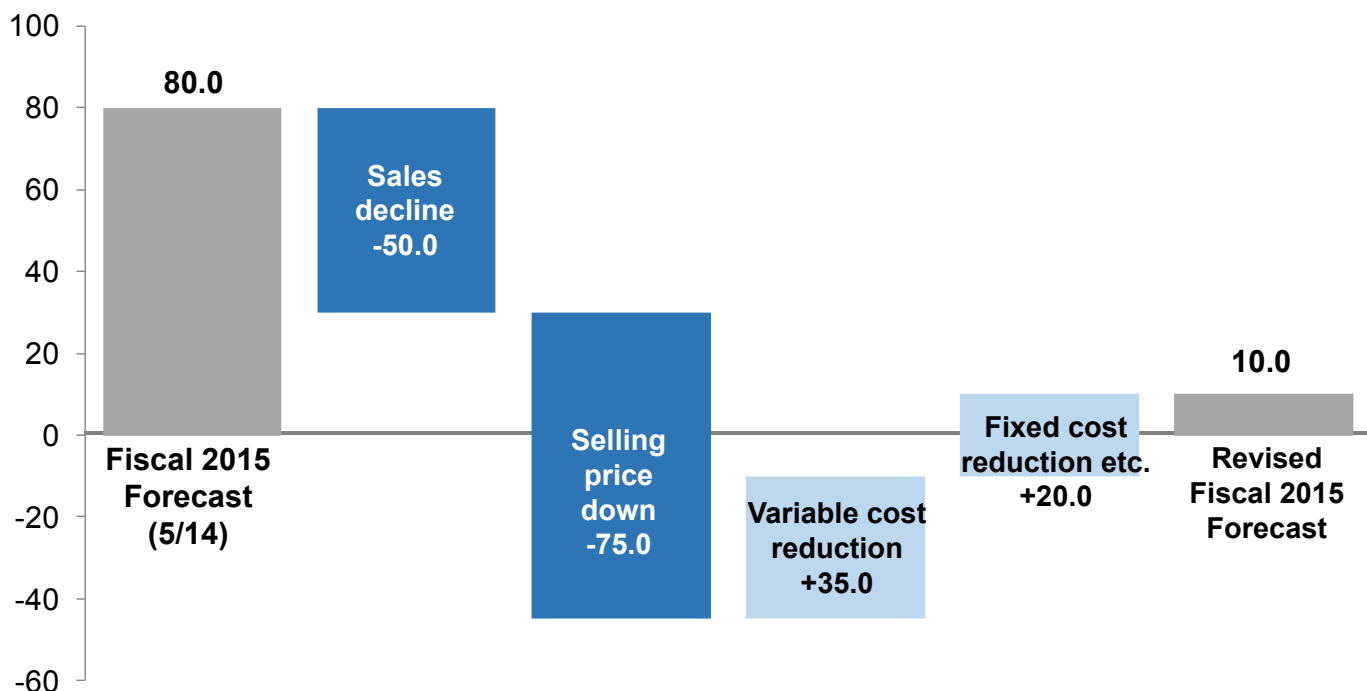 100
80
60
40
20
0
-20
-40
-60
80.0
Fiscal 2015
Forecast
(5/14)
Sales
decline
-50.0
Selling
price
down
-75.0
Variable cost
reduction
+35.0
Fixed cost
reduction etc.
+20.0
10.0
Revised
Fiscal 2015
Forecast